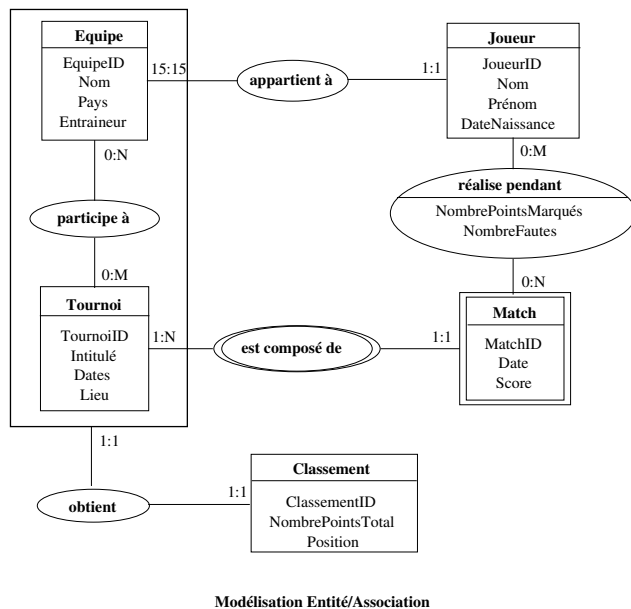 Equipe
EquipeID
Nom
Pays
Entraineur
15:15
appartient à
1:1
Joueur
JoueurID
Nom
Prénom
DateNaissance
0:N
0:M
participe à
réalise pendant
NombrePointsMarqués
NombreFautes
0:M
0:N
Tournoi
TournoiID
Intitulé
Dates
Lieu
1:N
est composé de
1:1
Match
MatchID
Date
Score
1:1
obtient
1:1
Classement
ClassementID
NombrePointsTotal
Position
Modélisation Entité/Association